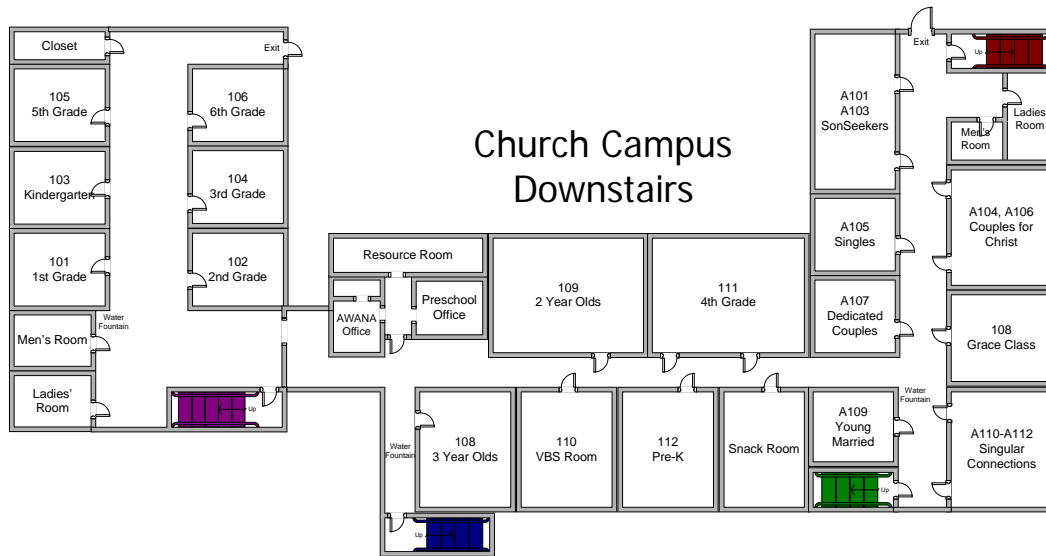 Church Campus
Downstairs
Closet
Exit
105
5th Grade
106
6th Grade
103
Kindergarten
104
3rd Grade
101
1st Grade
102
2nd Grade
Water
Fountain
Men's Room
Ladies'
Room
Up
Resource Room
AWANA
Office
Preschool
Office
109
2 Year Olds
111
4th Grade
Water
Fountain
108
3 Year Olds
110
VBS Room
112
Pre-K
Snack Room
Up
A101
A103
SonSeekers
Exit
Up
Men's
Room
Ladies
Room
A105
Singles
A104, A106
Couples for
Christ
A107
Dedicated
Couples
108
Grace Class
A109
Young
Married
Water
Fountain
A110-A112
Singular
Connections
Up